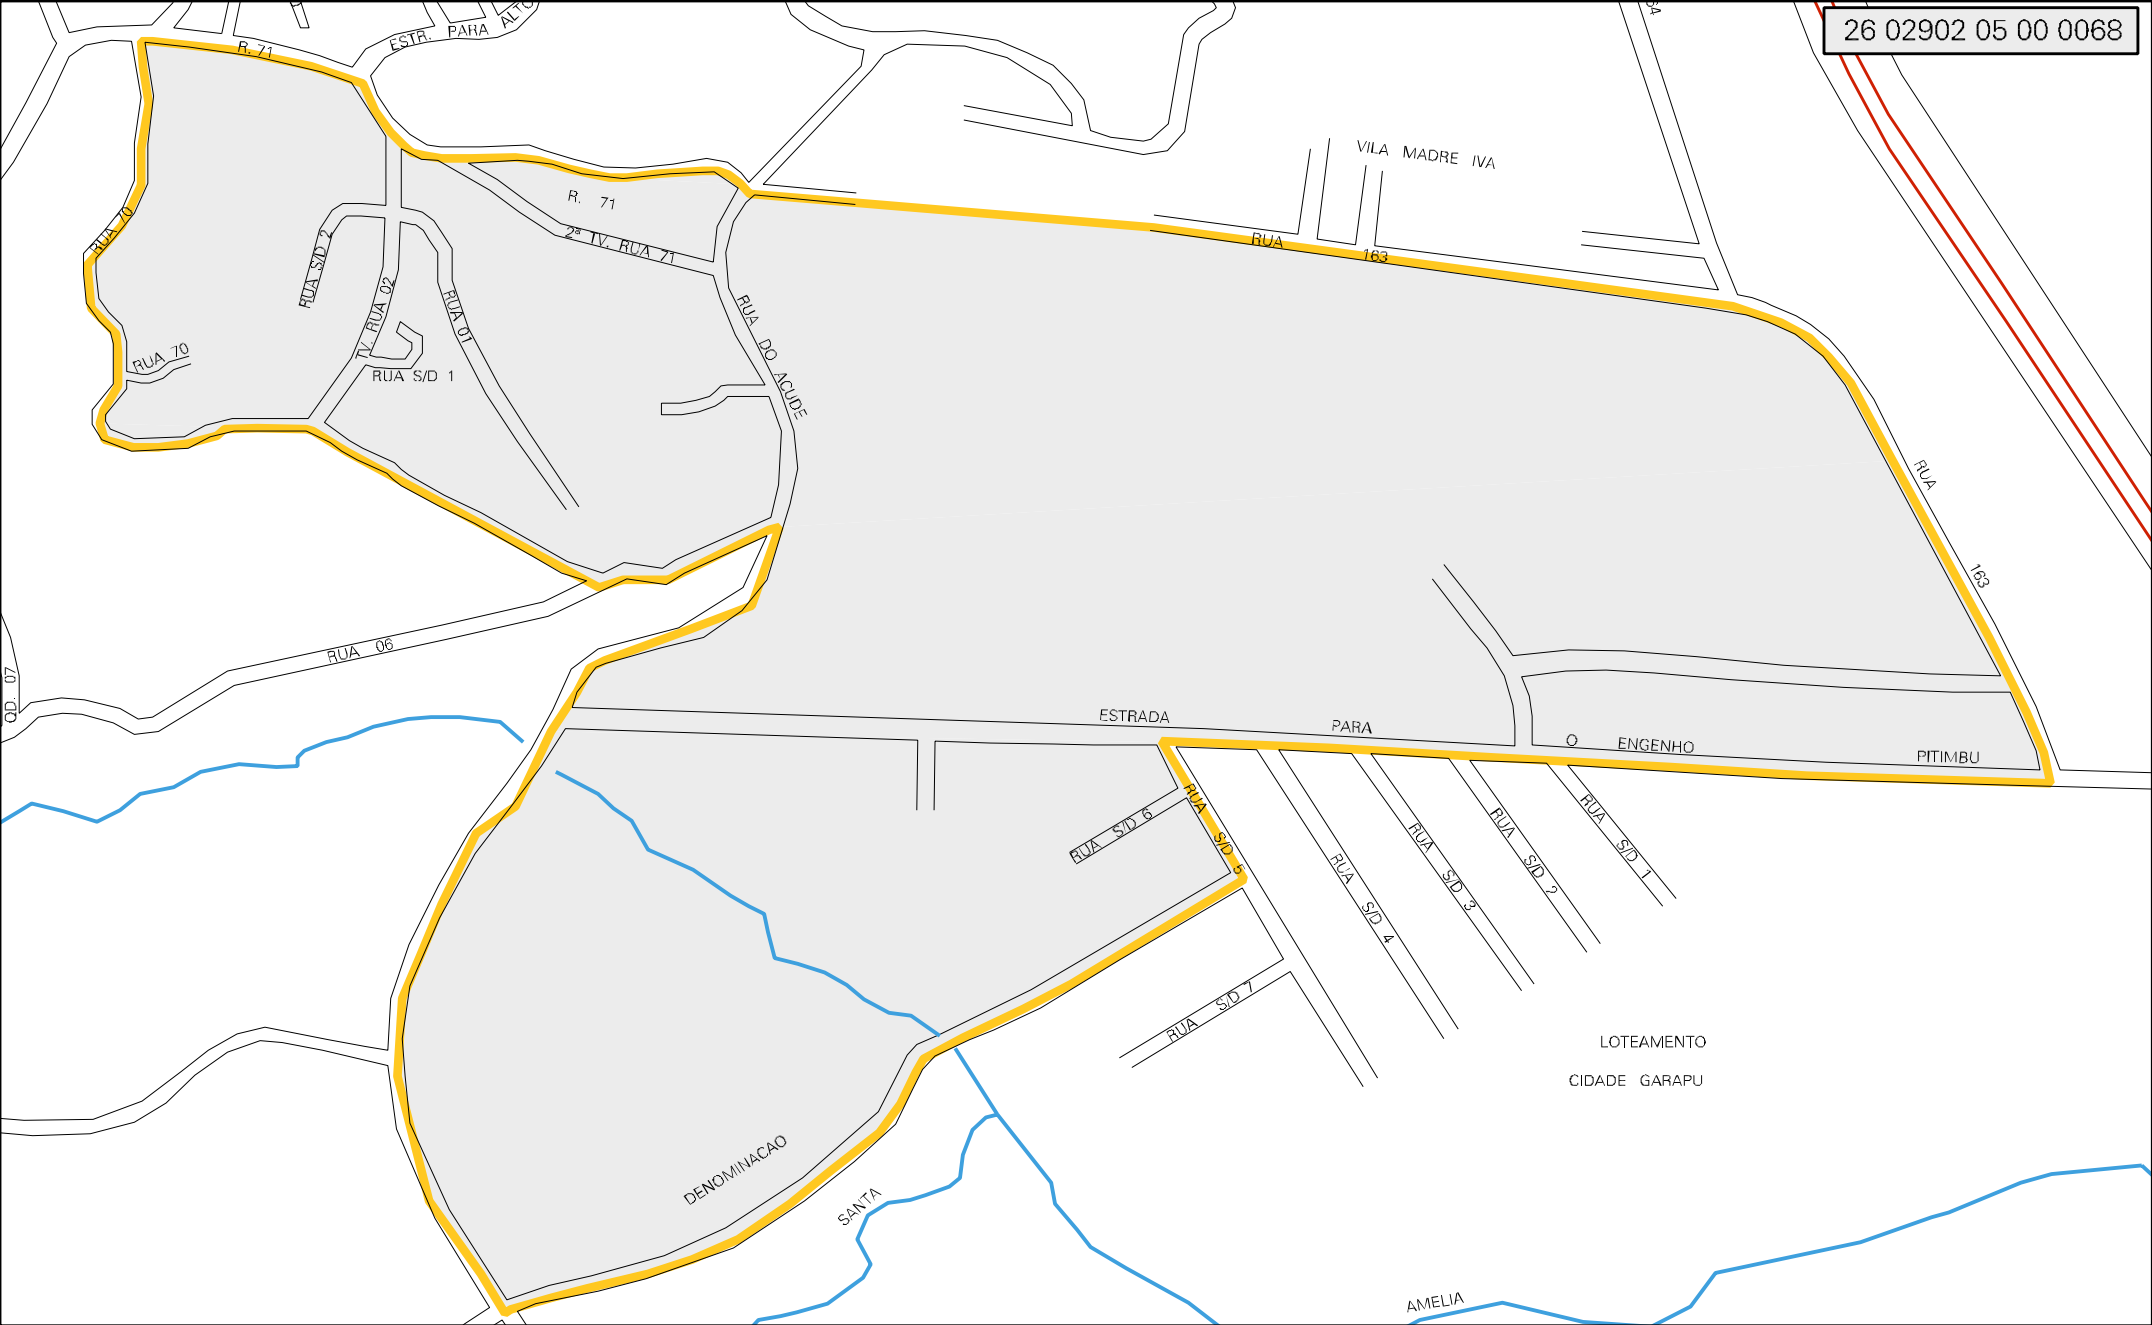 26 02902 05 00 0068
ESTR. PARA ALTO
R. 71
VILA MADRE IVA
R. 71
2ª TV. RUA 71
RUA 70
RUA S/D 2
RUA 163
TV. RUA 02
RUA 01
RUA DO ACUDE
RUA 70
RUA S/D 1
RUA 163
RUA 06
QD. 07
ESTRADA PARA O ENGENHO PITIMBU
RUA S/D 6
RUA S/D 5
RUA S/D 4
RUA S/D 3
RUA S/D 2
RUA S/D 1
RUA S/D 7
LOTEAMENTO
CIDADE GARAPU
DENOMINACAO
SANTA
AMELIA